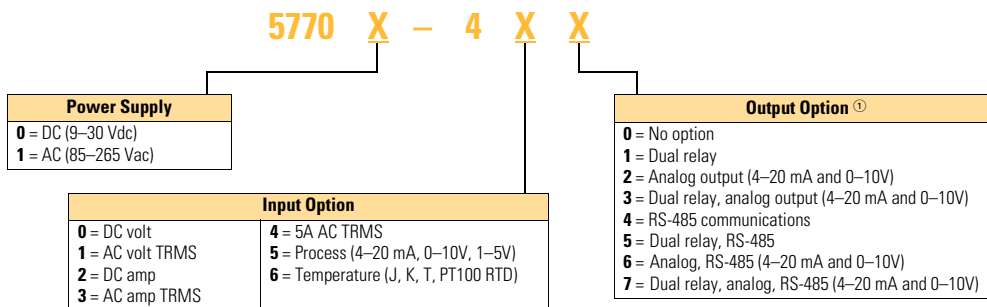 5770 X – 4 X X
Power Supply
0 = DC (9–30 Vdc)
1 = AC (85–265 Vac)
Input Option
0 = DC volt
1 = AC volt TRMS
2 = DC amp
3 = AC amp TRMS
4 = 5A AC TRMS
5 = Process (4–20 mA, 0–10V, 1–5V)
6 = Temperature (J, K, T, PT100 RTD)
Output Option ①
0 = No option
1 = Dual relay
2 = Analog output (4–20 mA and 0–10V)
3 = Dual relay, analog output (4–20 mA and 0–10V)
4 = RS-485 communications
5 = Dual relay, RS-485
6 = Analog, RS-485 (4–20 mA and 0–10V)
7 = Dual relay, analog, RS-485 (4–20 mA and 0–10V)